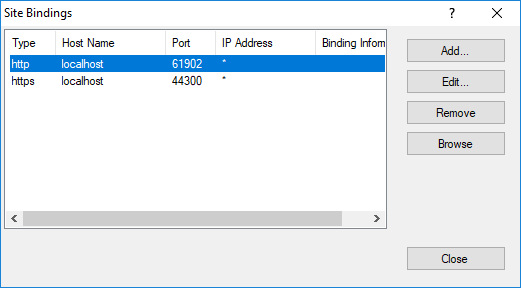 Site Bindings
Type Host Name Port IP Address Binding Inform
http localhost 61902 *
https localhost 44300 *
Add...
Edit...
Remove
Browse
Close